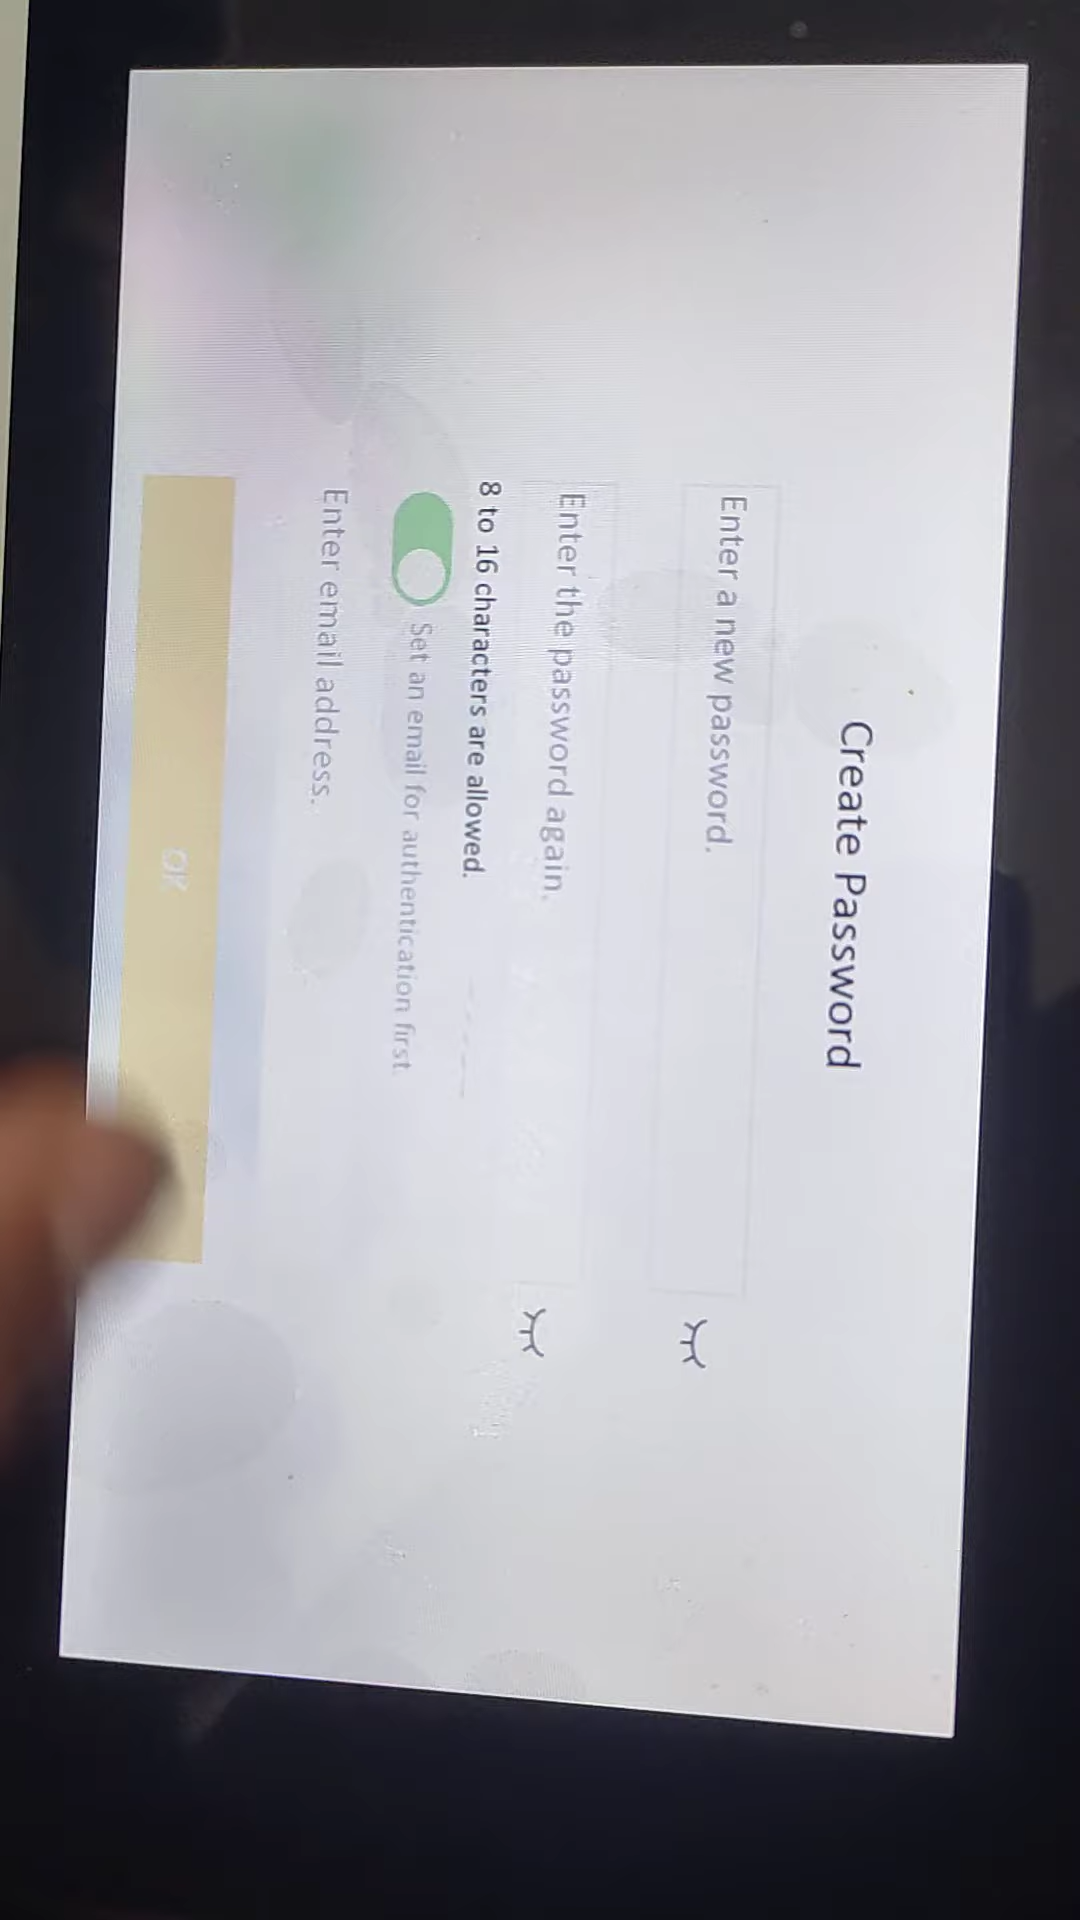 Create Password
Enter a new password.
Enter the password again.
8 to 16 characters are allowed.
Set an email for authentication first.
Enter email address.
OK